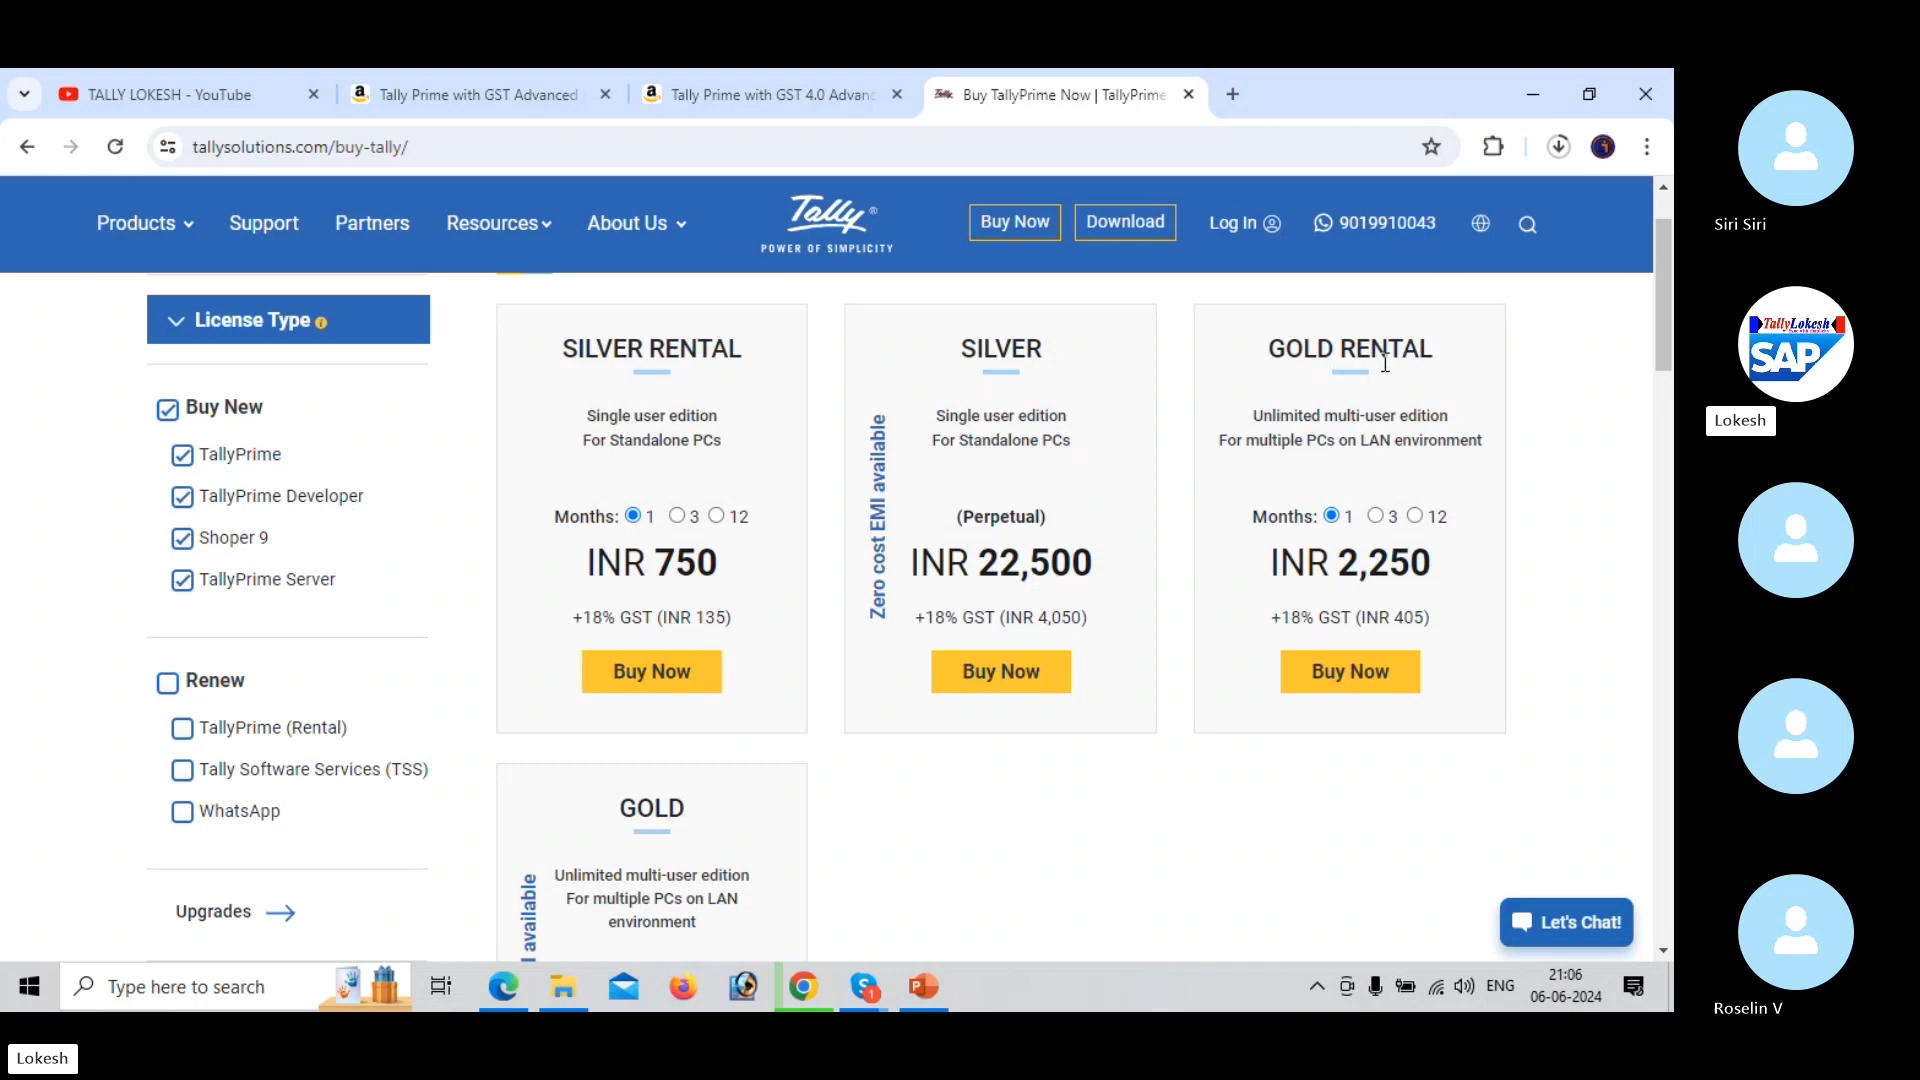 TALLY LOKESH - YouTube
Tally Prime with GST Advanced
Tally Prime with GST 4.0 Advanc
Buy TallyPrime Now | TallyPrime
tallysolutions.com/buy-tally/
Products
Support
Partners
Resources
About Us
Tally
POWER OF SIMPLICITY
Buy Now
Download
Log In
9019910043
License Type
Buy New
TallyPrime
TallyPrime Developer
Shoper 9
TallyPrime Server
Renew
TallyPrime (Rental)
Tally Software Services (TSS)
WhatsApp
Upgrades
SILVER RENTAL
Single user edition
For Standalone PCs
Months: 1 3 12
INR 750
+18% GST (INR 135)
Buy Now
SILVER
Single user edition
For Standalone PCs
Zero cost EMI available
(Perpetual)
INR 22,500
+18% GST (INR 4,050)
Buy Now
GOLD RENTAL
Unlimited multi-user edition
For multiple PCs on LAN environment
Months: 1 3 12
INR 2,250
+18% GST (INR 405)
Buy Now
GOLD
Unlimited multi-user edition
For multiple PCs on LAN
environment
available
Let's Chat!
Type here to search
ENG
21:06
06-06-2024
Siri Siri
TallyLokesh
SAP
Lokesh
Roselin V
Lokesh